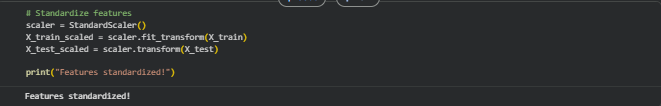 # Standardize features
scaler = StandardScaler()
X_train_scaled = scaler.fit_transform(X_train)
X_test_scaled = scaler.transform(X_test)
print("Features standardized!")
Features standardized!